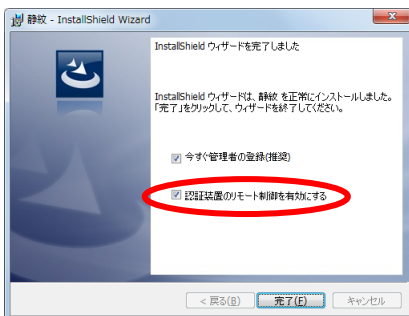 静紋 - InstallShield Wizard
InstallShield ウィザードを完了しました
InstallShield ウィザードは、静紋 を正常にインストールしました。
「完了」をクリックして、ウィザードを終了してください。
今すぐ管理者の登録(推奨)
認証装置のリモート制御を有効にする
< 戻る(B)
完了(F)
キャンセル